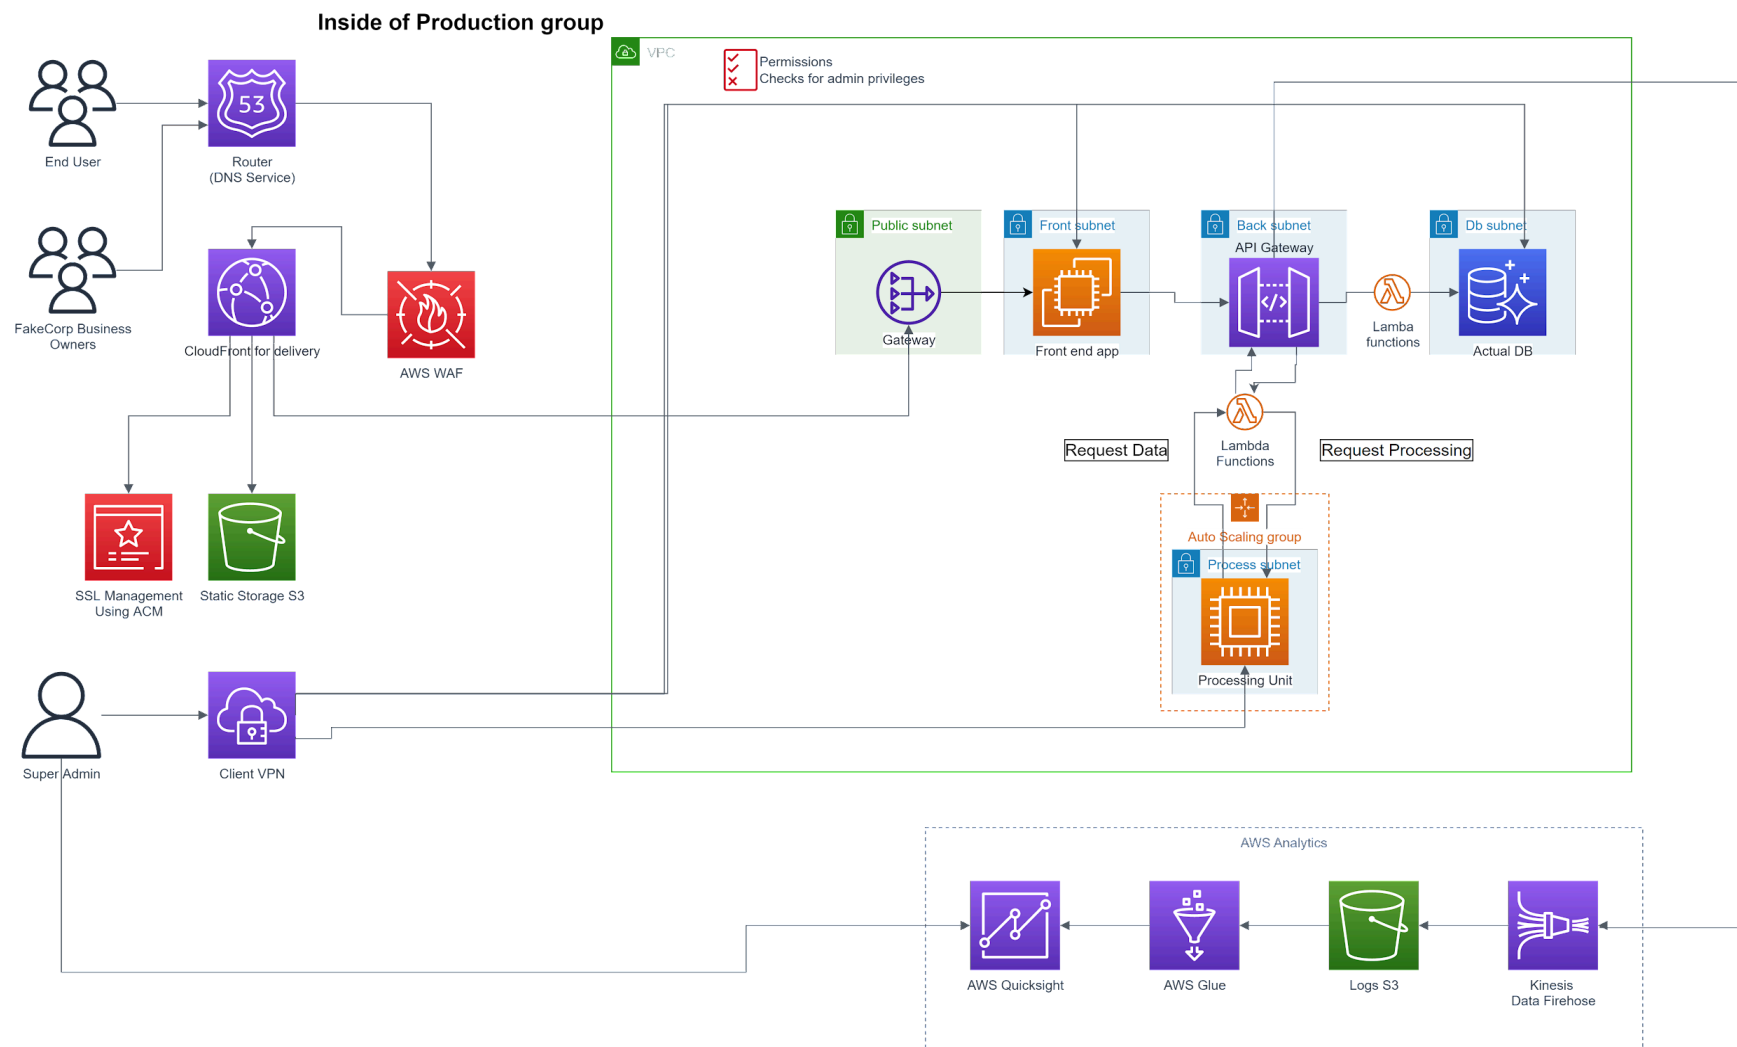 Inside of Production group
VPC
Permissions
Checks for admin privileges
53
End User
Router
(DNS Service)
FakeCorp Business
Owners
CloudFront for delivery
AWS WAF
Public subnet
Gateway
Front subnet
Front end app
Back subnet
API Gateway
</>
Lamba
functions
Db subnet
Actual DB
Request Data
Lambda
Functions
Request Processing
Auto Scaling group
Process subnet
Processing Unit
SSL Management
Using ACM
Static Storage S3
Super Admin
Client VPN
AWS Analytics
AWS Quicksight
AWS Glue
Logs S3
Kinesis
Data Firehose